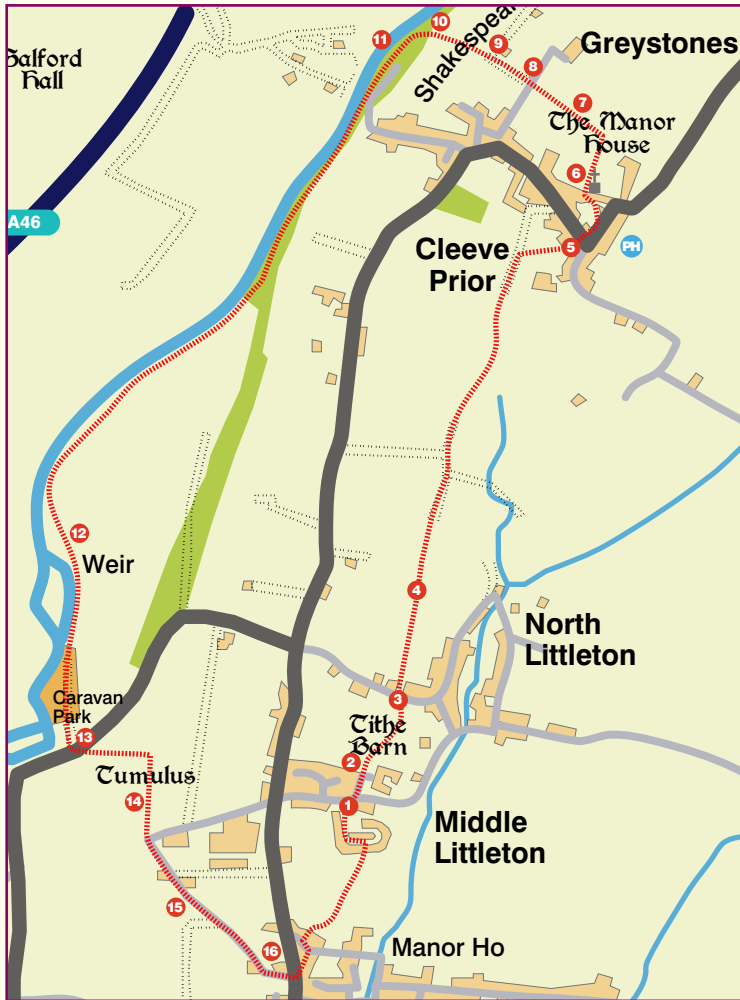 10
11
Shakespear
9
Greystones
Salford
Hall
8
7
The Manor
House
6
A46
5
PH
Cleeve
Prior
12
Weir
4
North
Littleton
3
Caravan
Park
Tithe
Barn
13
2
Tumulus
14
1
Middle
Littleton
15
16
Manor Ho